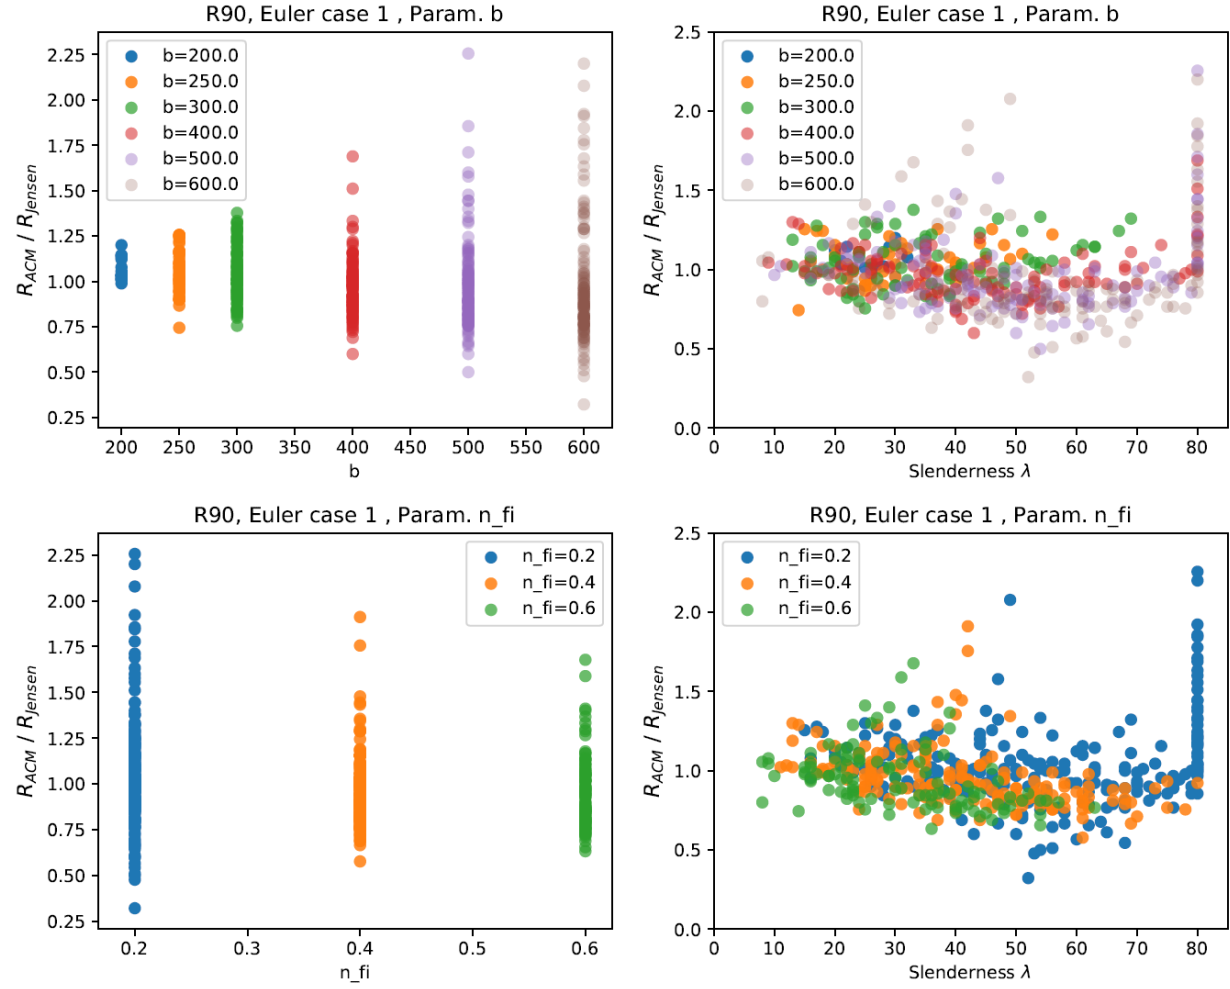 R90, Euler case 1 , Param. b
2.25
2.00
1.75
1.50
1.25
1.00
0.75
0.50
0.25
R_ACM / R_Jensen
b=200.0
b=250.0
b=300.0
b=400.0
b=500.0
b=600.0
200 250 300 350 400 450 500 550 600
b
R90, Euler case 1 , Param. b
2.5
2.0
1.5
1.0
0.5
0.0
R_ACM / R_Jensen
b=200.0
b=250.0
b=300.0
b=400.0
b=500.0
b=600.0
0 10 20 30 40 50 60 70 80
Slenderness λ
R90, Euler case 1 , Param. n_fi
2.25
2.00
1.75
1.50
1.25
1.00
0.75
0.50
0.25
R_ACM / R_Jensen
n_fi=0.2
n_fi=0.4
n_fi=0.6
0.2 0.3 0.4 0.5 0.6
n_fi
R90, Euler case 1 , Param. n_fi
2.5
2.0
1.5
1.0
0.5
0.0
R_ACM / R_Jensen
n_fi=0.2
n_fi=0.4
n_fi=0.6
0 10 20 30 40 50 60 70 80
Slenderness λ